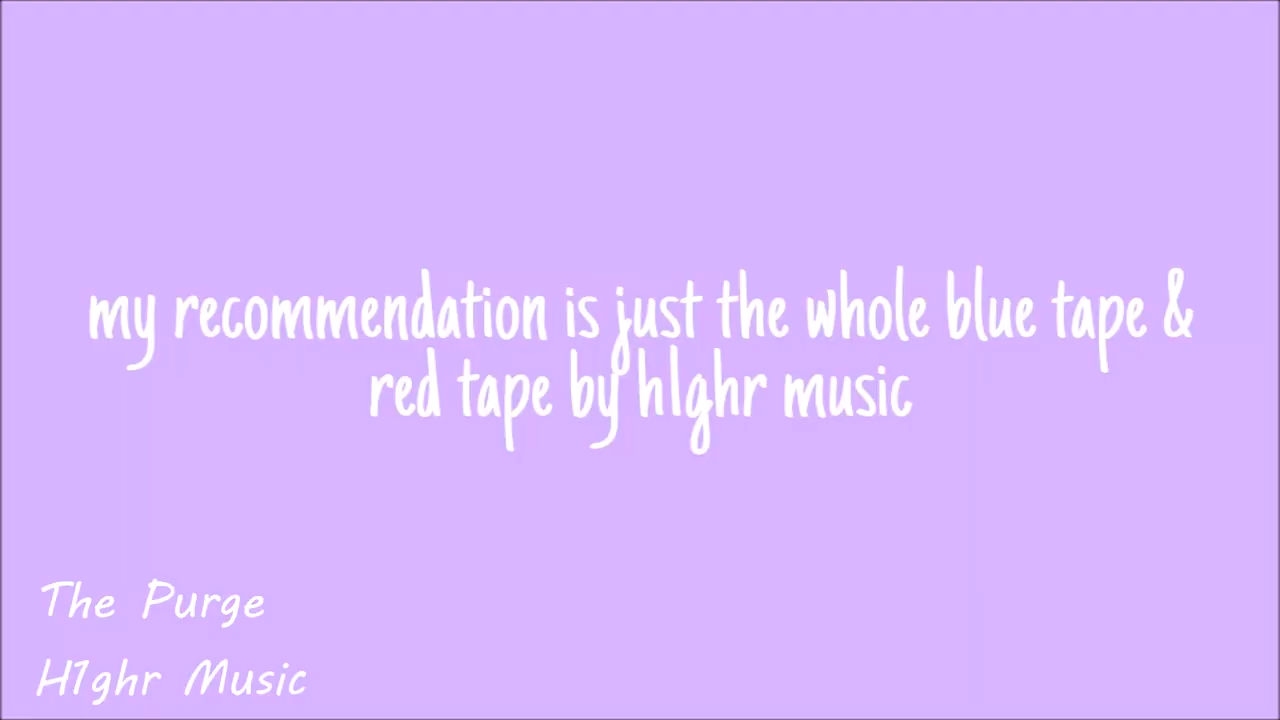 my recommendation is just the whole blue tape &
red tape by h1ghr music
The Purge
H1ghr Music